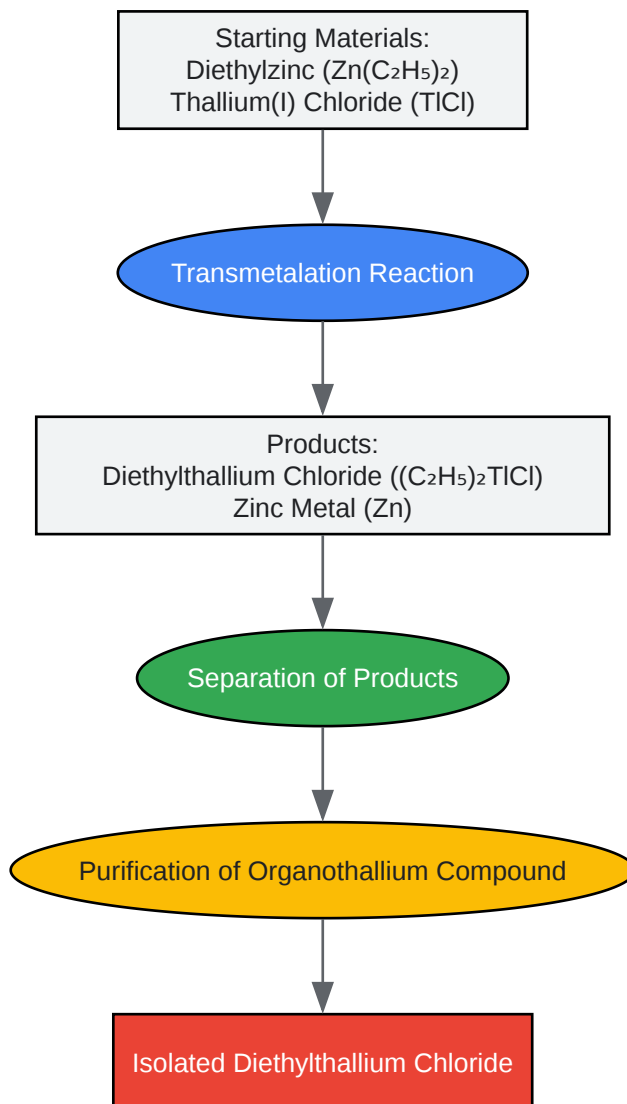 Starting Materials:
Diethylzinc (Zn(C₂H₅)₂)
Thallium(I) Chloride (TlCl)
Transmetalation Reaction
Products:
Diethylthallium Chloride ((C₂H₅)₂TlCl)
Zinc Metal (Zn)
Separation of Products
Purification of Organothallium Compound
Isolated Diethylthallium Chloride